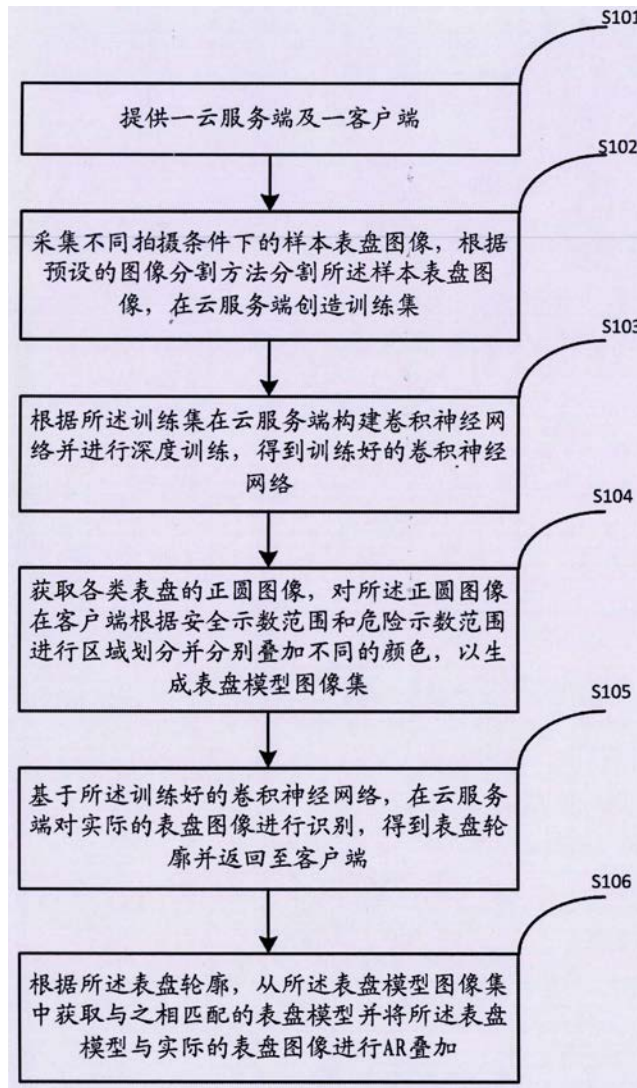 S101
提供一云服务端及一客户端
S102
采集不同拍摄条件下的样本表盘图像，根据
预设的图像分割方法分割所述样本表盘图
像，在云服务端创造训练集
S103
根据所述训练集在云服务端构建卷积神经网
络并进行深度训练，得到训练好的卷积神经
网络
S104
获取各类表盘的正圆图像，对所述正圆图像
在客户端根据安全示数范围和危险示数范围
进行区域划分并分别叠加不同的颜色，以生
成表盘模型图像集
S105
基于所述训练好的卷积神经网络，在云服务
端对实际的表盘图像进行识别，得到表盘轮
廓并返回至客户端
S106
根据所述表盘轮廓，从所述表盘模型图像集
中获取与之相匹配的表盘模型并将所述表盘
模型与实际的表盘图像进行AR叠加